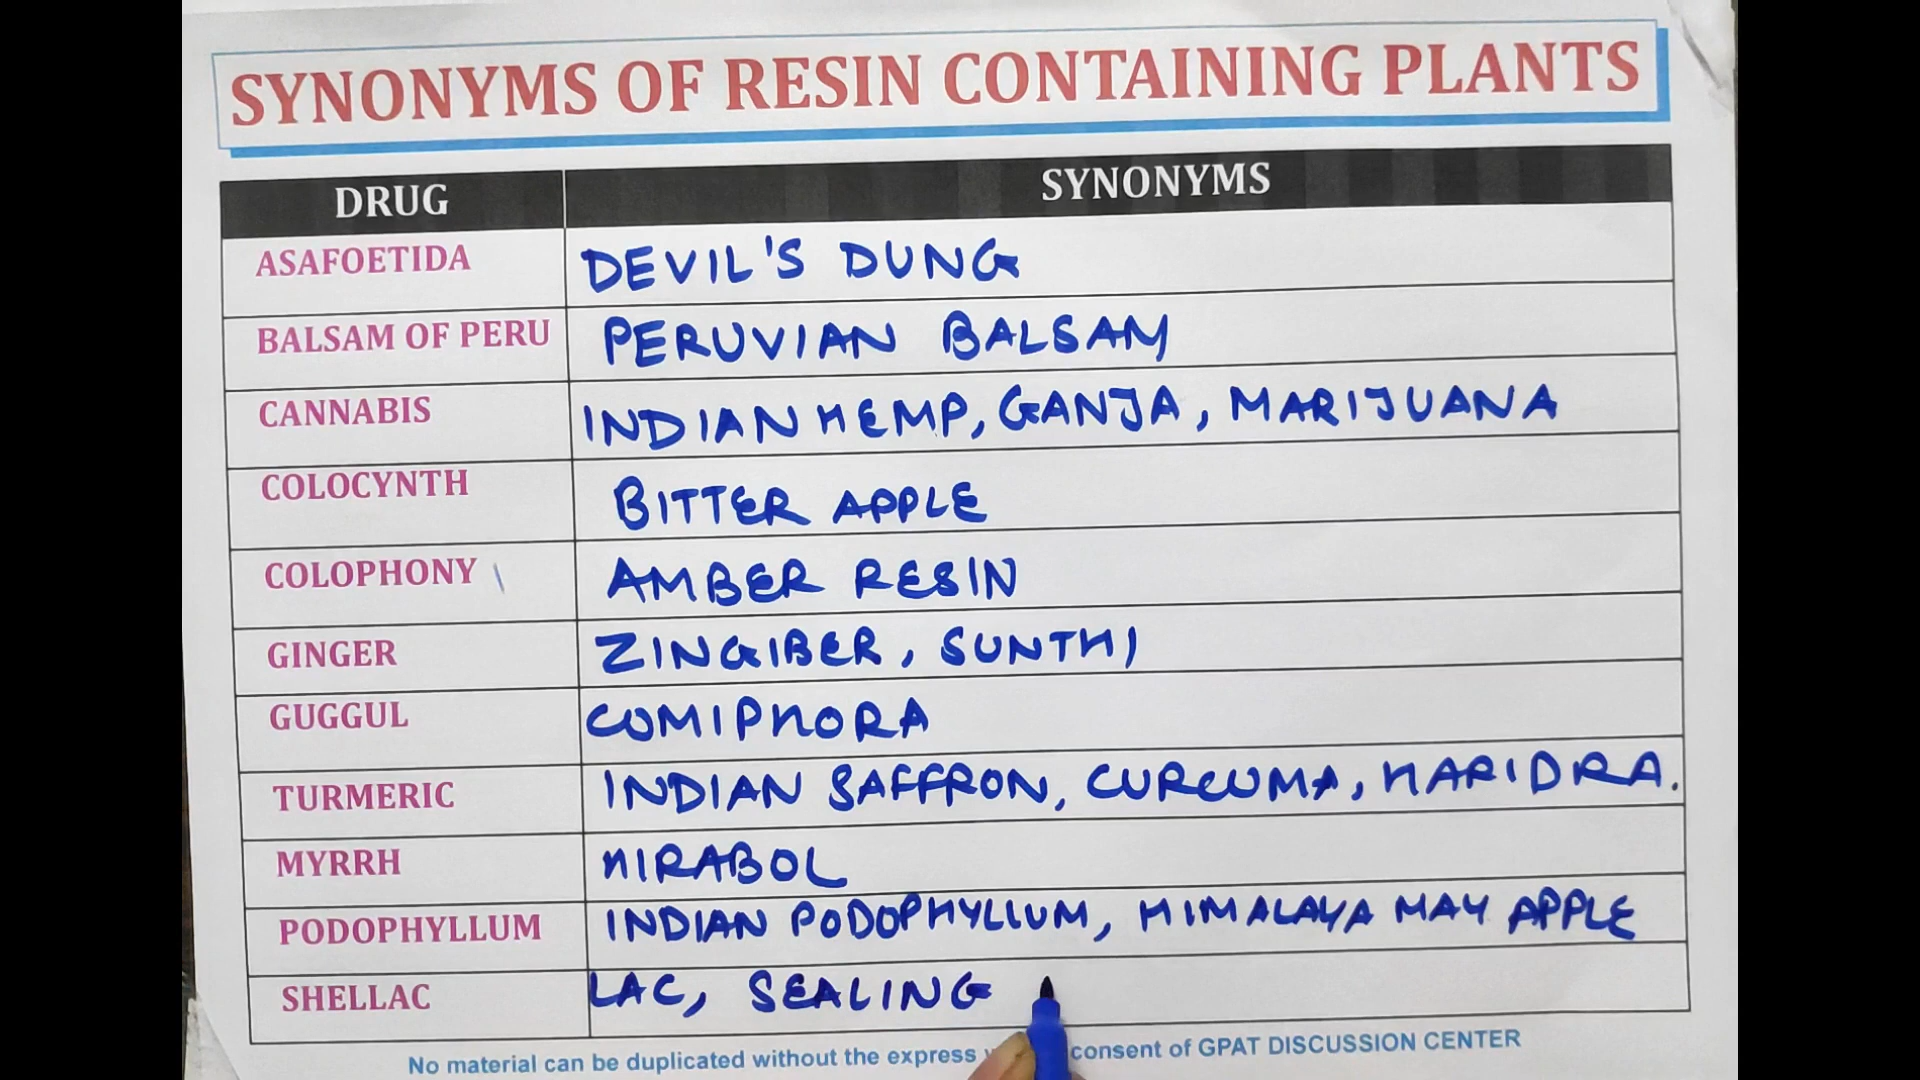 SYNONYMS OF RESIN CONTAINING PLANTS
DRUG SYNONYMS
ASAFOETIDA DEVIL'S DUNG
BALSAM OF PERU PERUVIAN BALSAM
CANNABIS INDIAN HEMP, GANJA, MARIJUANA
COLOCYNTH BITTER APPLE
COLOPHONY AMBER RESIN
GINGER ZINGIBER, SUNTHI
GUGGUL COMIPHORA
TURMERIC INDIAN SAFFRON, CURCUMA, HARIDRA.
MYRRH MIRABOL
PODOPHYLLUM INDIAN PODOPHYLLUM, HIMALAYA MAY APPLE
SHELLAC LAC, SEALING
No material can be duplicated without the express consent of GPAT DISCUSSION CENTER